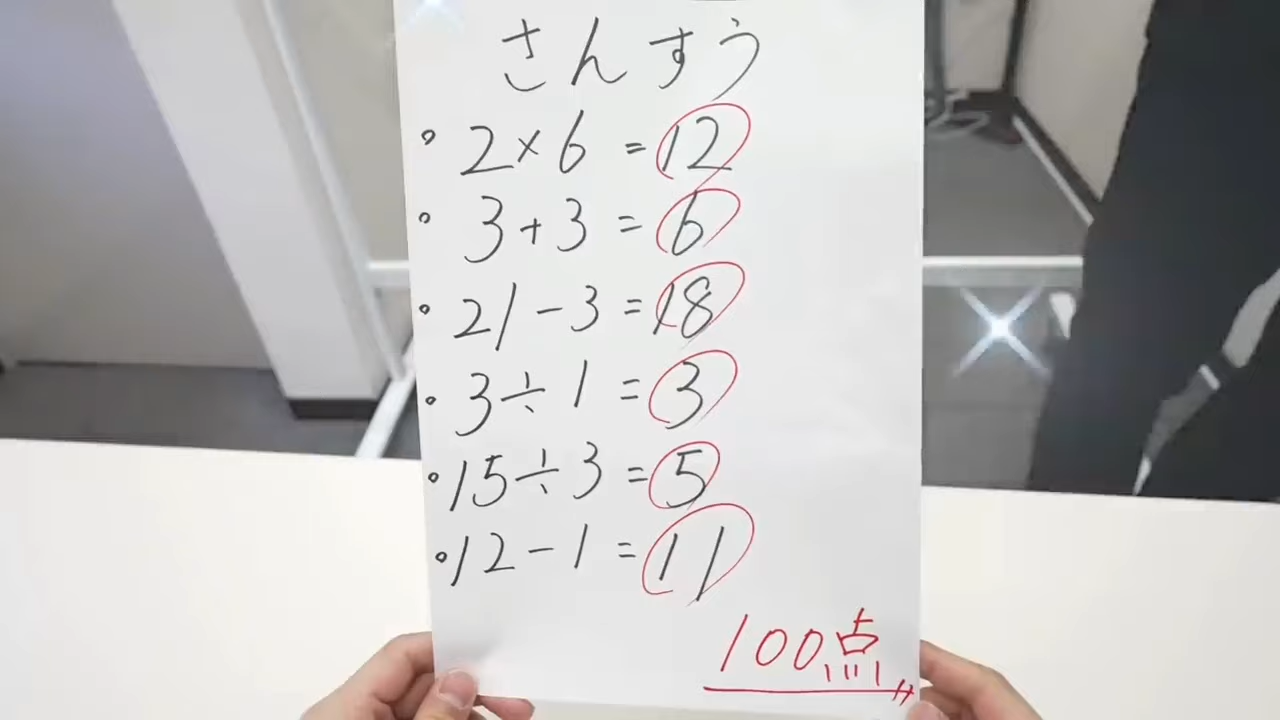 さんすう
。2×6 = 12
。3+3 = 6
。21-3 = 18
。3÷1 = 3
。15÷3 = 5
。12-1 = 11
100点